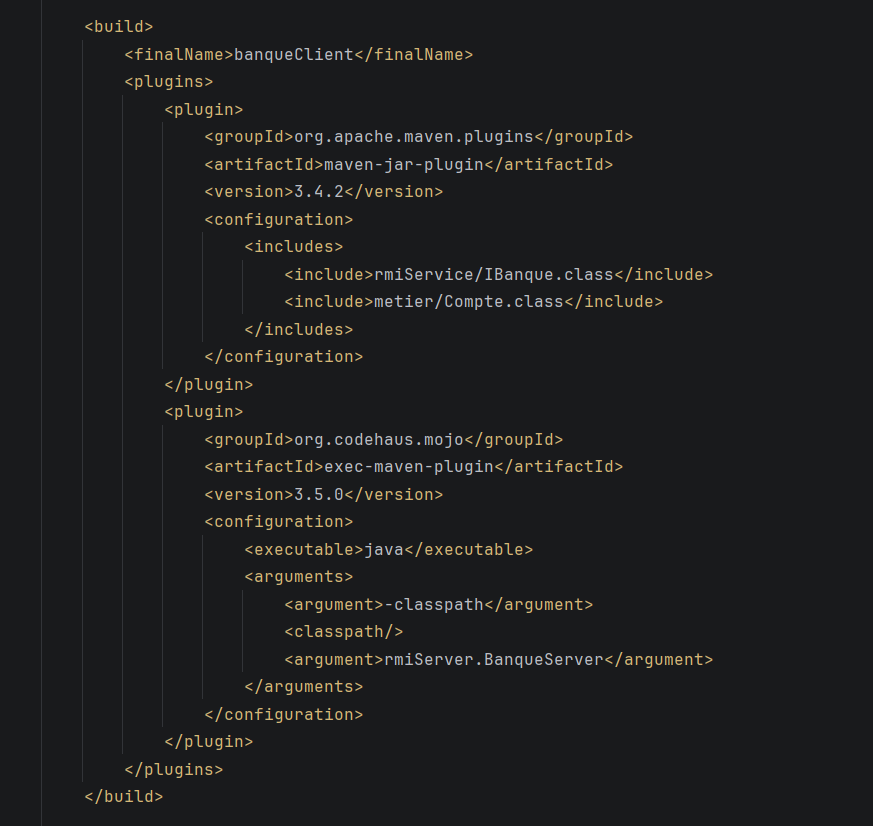 <build>
<finalName>banqueClient</finalName>
<plugins>
<plugin>
<groupId>org.apache.maven.plugins</groupId>
<artifactId>maven-jar-plugin</artifactId>
<version>3.4.2</version>
<configuration>
<includes>
<include>rmiService/IBanque.class</include>
<include>metier/Compte.class</include>
</includes>
</configuration>
</plugin>
<plugin>
<groupId>org.codehaus.mojo</groupId>
<artifactId>exec-maven-plugin</artifactId>
<version>3.5.0</version>
<configuration>
<executable>java</executable>
<arguments>
<argument>-classpath</argument>
<classpath/>
<argument>rmiServer.BanqueServer</argument>
</arguments>
</configuration>
</plugin>
</plugins>
</build>